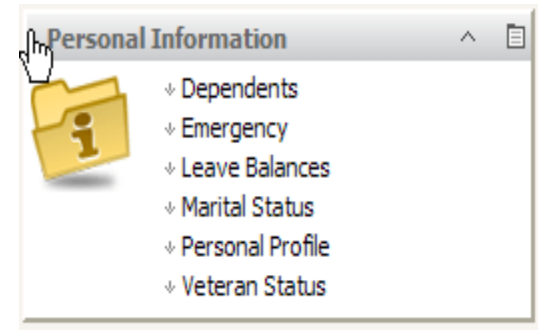 Personal Information
Dependents
Emergency
Leave Balances
Marital Status
Personal Profile
Veteran Status